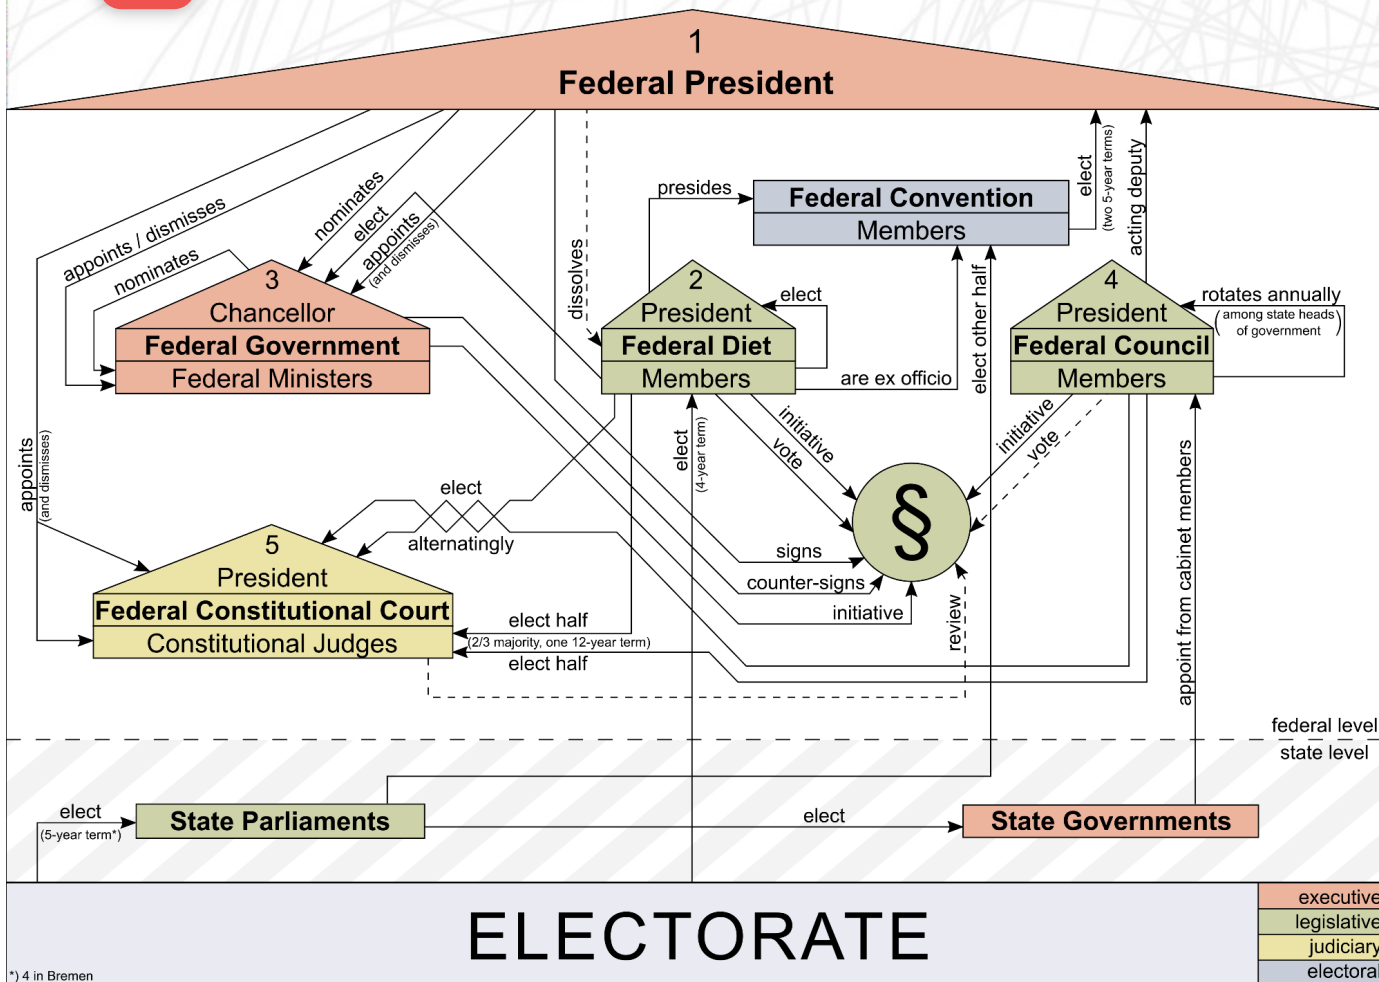 1
Federal President
nominates
elect
appoints
(and dismisses)
appoints / dismisses
nominates
dissolves
presides
Federal Convention
Members
elect
(two 5-year terms)
acting deputy
3
Chancellor
Federal Government
Federal Ministers
2
President
Federal Diet
Members
elect
are ex officio
elect other half
4
President
Federal Council
Members
rotates annually
(among state heads
of government)
appoints
(and dismisses)
elect
(4-year term)
initiative
vote
initiative
vote
§
elect
alternatingly
5
President
Federal Constitutional Court
Constitutional Judges
elect half
(2/3 majority, one 12-year term)
elect half
signs
counter-signs
initiative
review
appoint from cabinet members
federal level
state level
elect
(5-year term*)
State Parliaments
elect
State Governments
ELECTORATE
executive
legislative
judiciary
electoral
*) 4 in Bremen